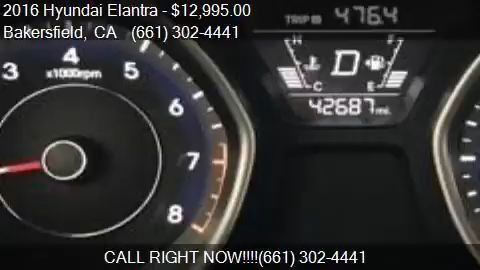 2016 Hyundai Elantra - $12,995.00
Bakersfield, CA (661) 302-4441
TRIP B 476.4
H D F
C E
42687 mi.
3 4 5 6 7 8
x1000rpm
CALL RIGHT NOW!!!!(661) 302-4441